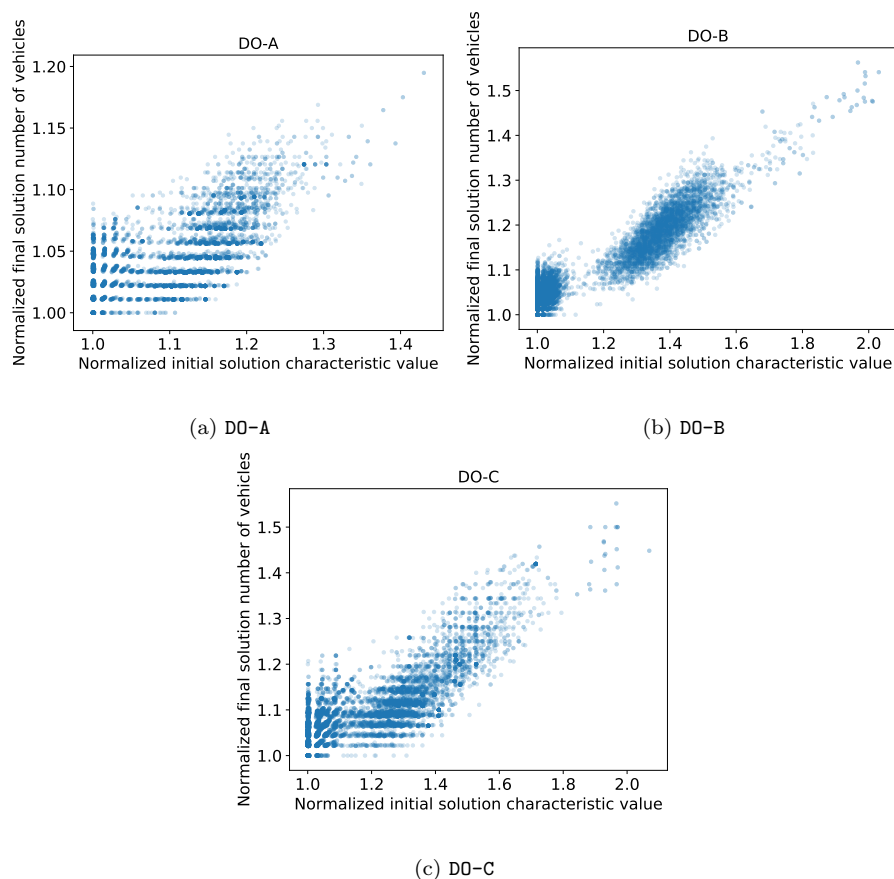 DO-A
Normalized final solution number of vehicles
1.20
1.15
1.10
1.05
1.00
1.0 1.1 1.2 1.3 1.4
Normalized initial solution characteristic value
(a) DO-A
DO-B
Normalized final solution number of vehicles
1.5
1.4
1.3
1.2
1.1
1.0
1.0 1.2 1.4 1.6 1.8 2.0
Normalized initial solution characteristic value
(b) DO-B
DO-C
Normalized final solution number of vehicles
1.5
1.4
1.3
1.2
1.1
1.0
1.0 1.2 1.4 1.6 1.8 2.0
Normalized initial solution characteristic value
(c) DO-C